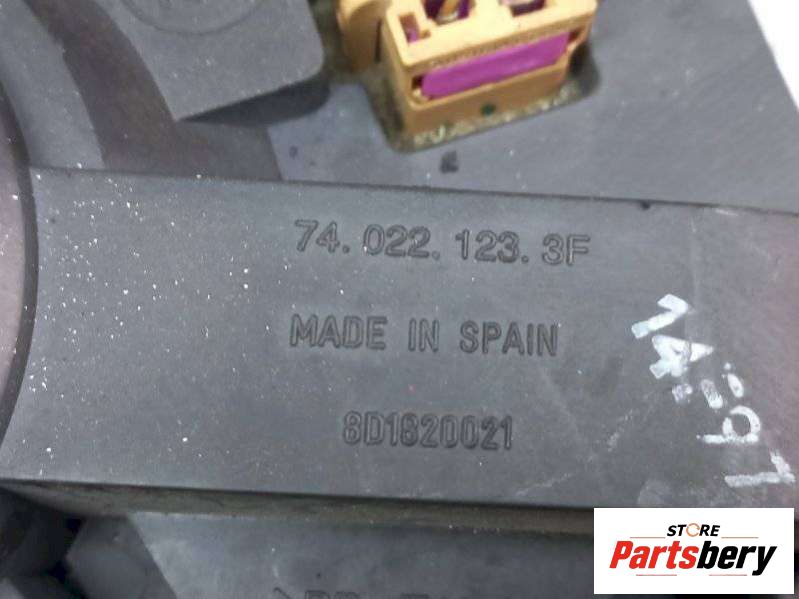 74.022.123.3F
MADE IN SPAIN
8D1820021
STORE
Partsbery